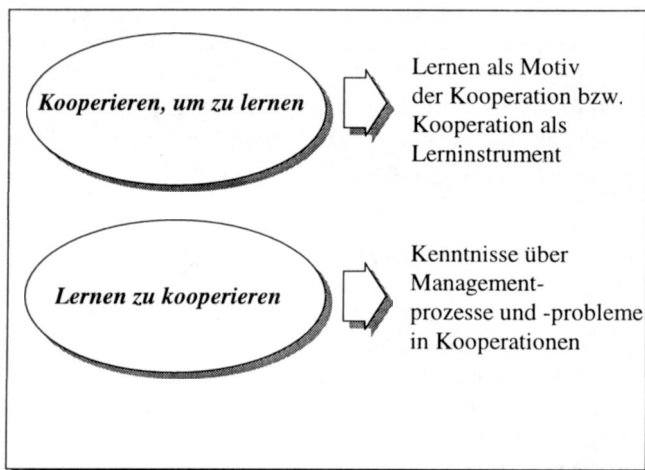 Kooperieren, um zu lernen
Lernen als Motiv
der Kooperation bzw.
Kooperation als
Lerninstrument
Lernen zu kooperieren
Kenntnisse über
Management-
prozesse und -probleme
in Kooperationen